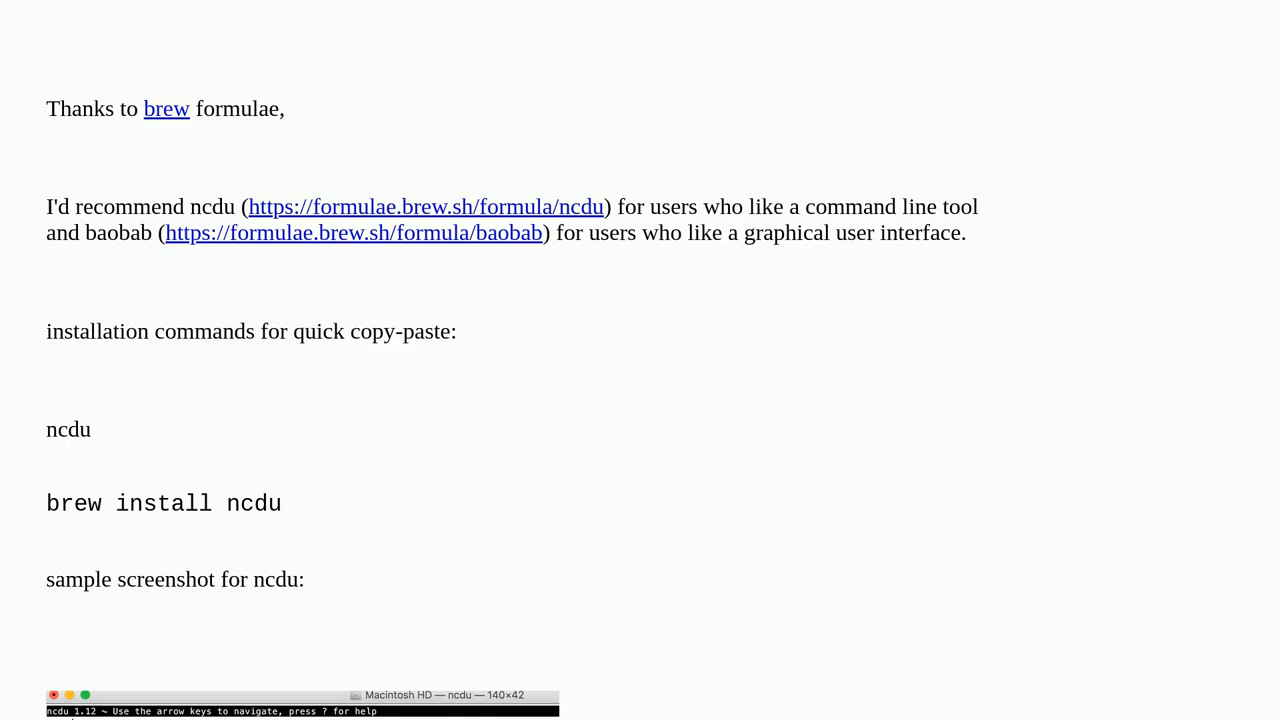 Thanks to brew formulae,
I'd recommend ncdu (https://formulae.brew.sh/formula/ncdu) for users who like a command line tool
and baobab (https://formulae.brew.sh/formula/baobab) for users who like a graphical user interface.
installation commands for quick copy-paste:
ncdu
brew install ncdu
sample screenshot for ncdu:
Macintosh HD — ncdu — 140×42
ncdu 1.12 ~ Use the arrow keys to navigate, press ? for help